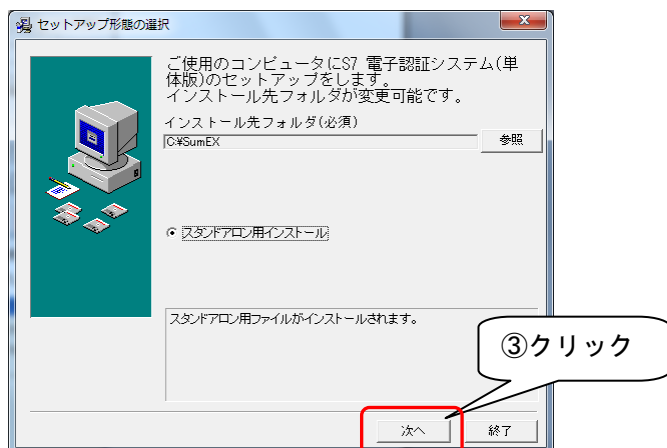 セットアップ形態の選択
ご使用のコンピュータにS7 電子認証システム(単
体版)のセットアップをします。
インストール先フォルダが変更可能です。
インストール先フォルダ(必須)
C:¥SumEX
参照
スタンドアロン用インストール
スタンドアロン用ファイルがインストールされます。
③クリック
次へ
終了